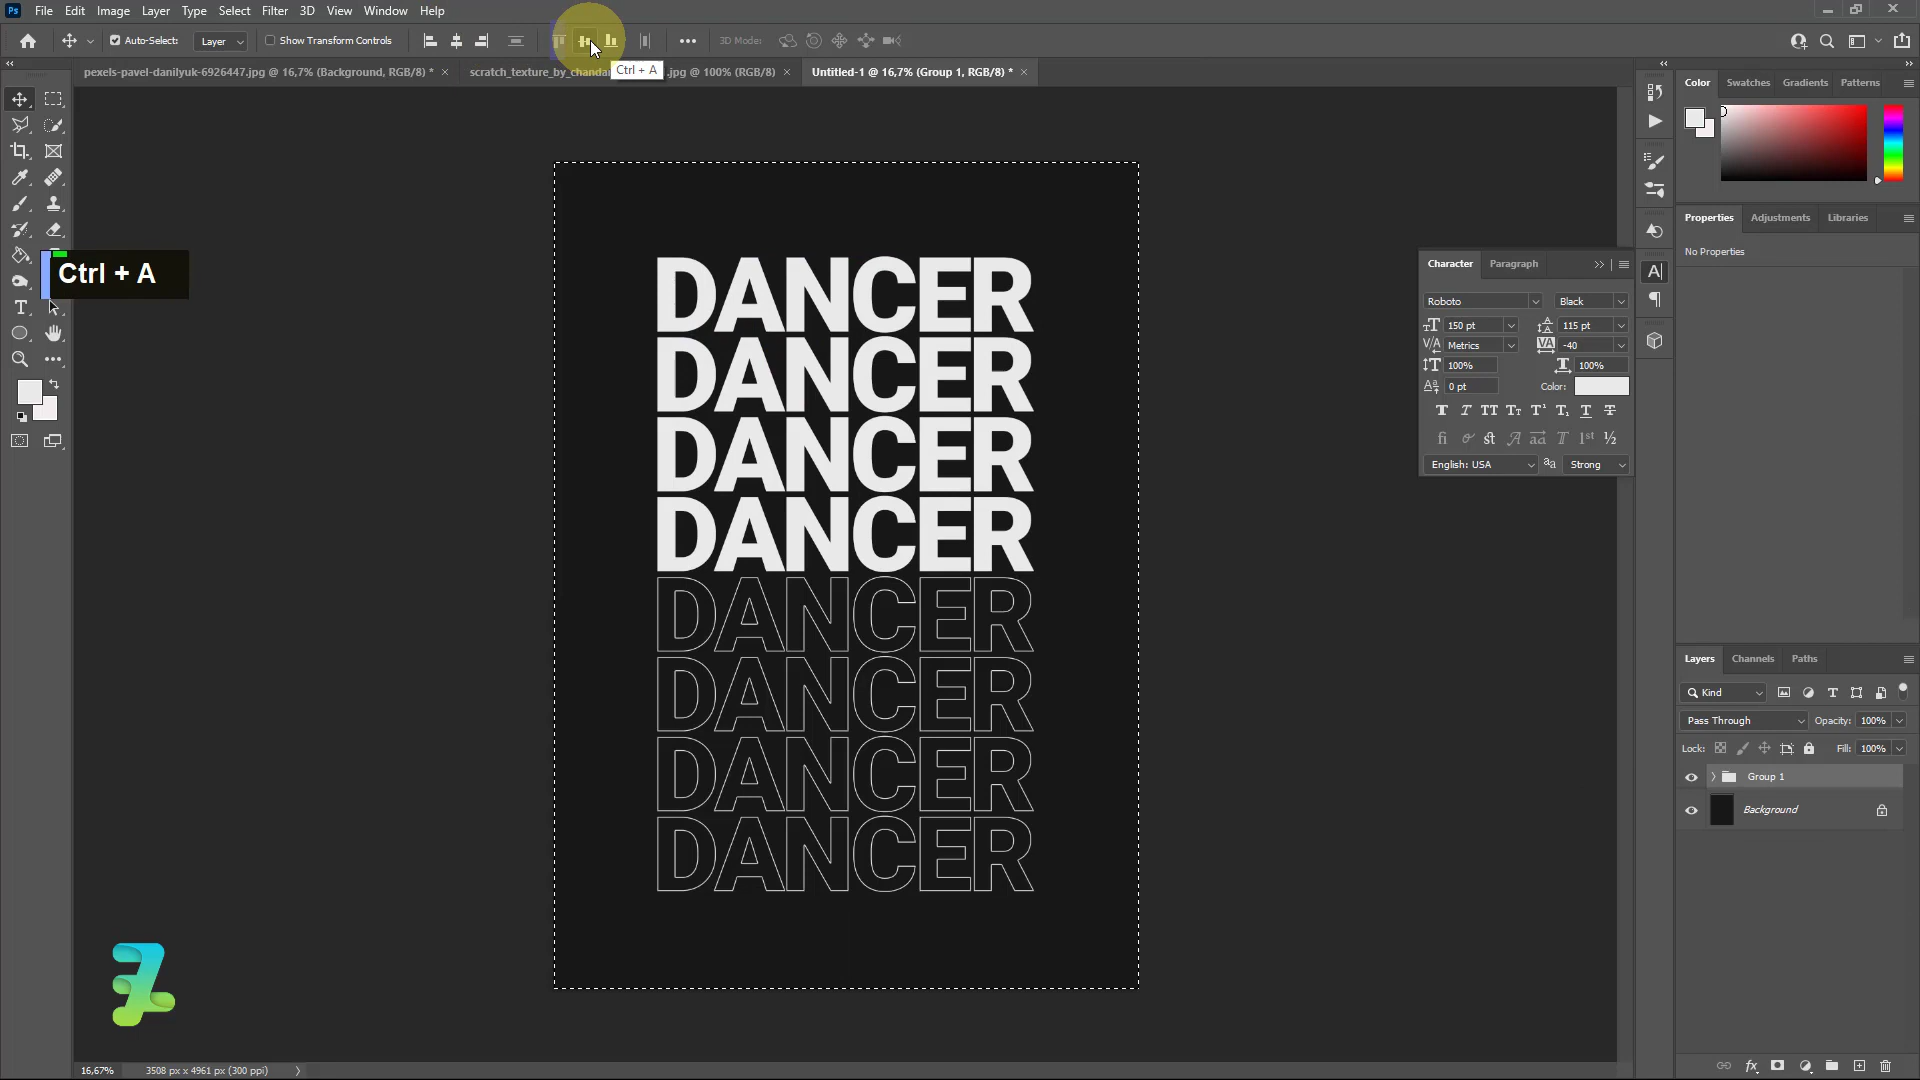 Ps File Edit Image Layer Type Select Filter 3D View Window Help
Auto-Select: Layer Show Transform Controls 3D Mode:
Ctrl + A
pexels-pavel-danilyuk-6926447.jpg @ 16,7% (Background, RGB/8) *
.jpg @ 100% (RGB/8)
Untitled-1 @ 16,7% (Group 1, RGB/8) *
Color Swatches Gradients Patterns
Properties Adjustments Libraries
No Properties
Ctrl + A
DANCER
DANCER
DANCER
DANCER
DANCER
DANCER
DANCER
DANCER
Character Paragraph
Roboto Black
150 pt 115 pt
Metrics -40
100% 100%
0 pt Color:
English: USA aa Strong
Layers Channels Paths
Kind
Pass Through Opacity: 100%
Lock: Fill: 100%
Group 1
Background
16,67% 3508 px x 4961 px (300 ppi)